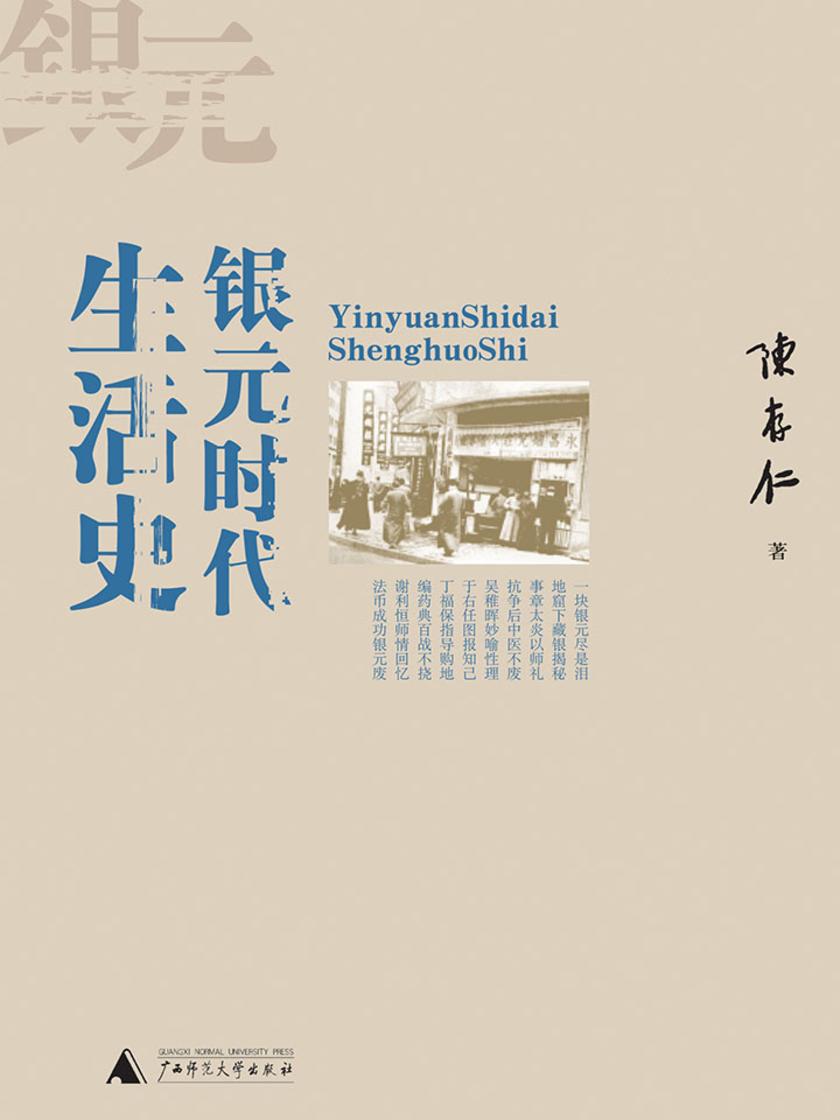 银元
银元时代
生活史
YinyuanShidai
ShenghuoShi
陳存仁
著
一块银元尽是泪
地窟下藏银揭秘
事章太炎以师礼
抗争后中医不废
吴稚晖妙喻性理
于右任图报知己
丁福保指导购地
编药典百战不挠
谢利恒师情回忆
法币成功银元废
GUANGXI NORMAL UNIVERSITY PRESS
广西师范大学出版社